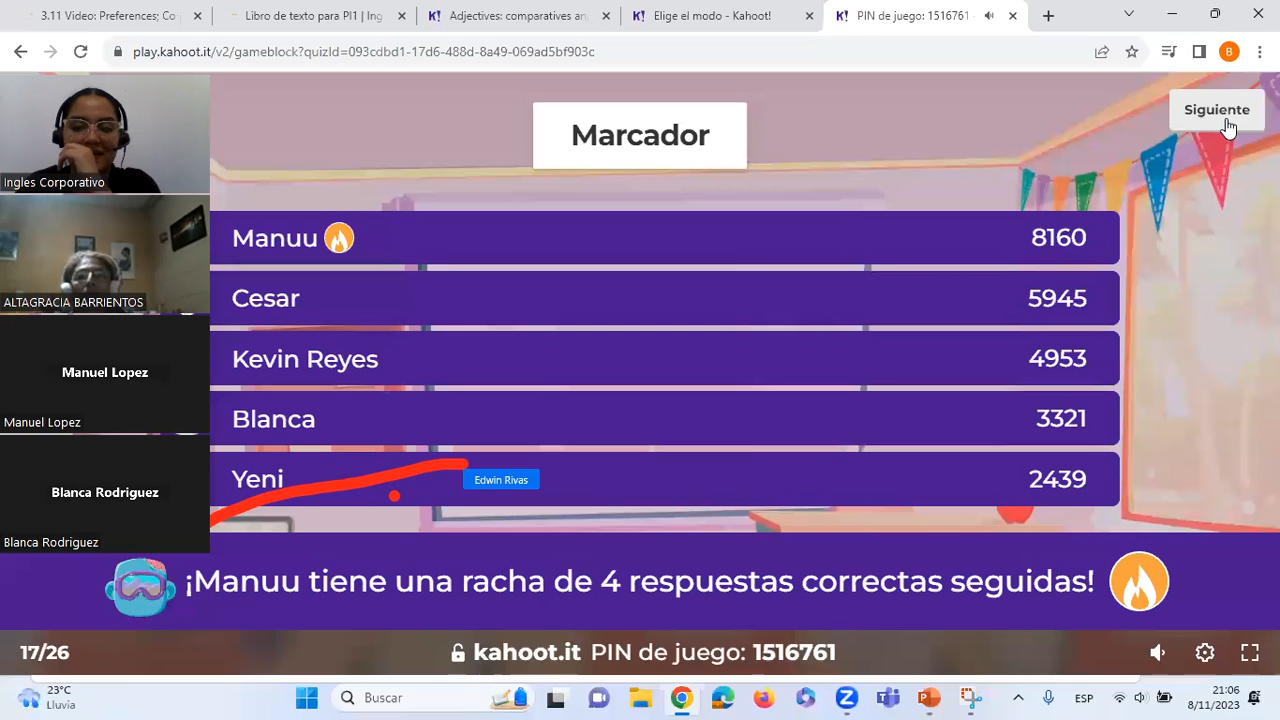 3.11 Video: Preferences; Co
Libro de texto para PI1 | Ing
Adjectives: comparatives an
Elige el modo - Kahoot!
PIN de juego: 1516761 -
play.kahoot.it/v2/gameblock?quizId=093cdbd1-17d6-488d-8a49-069ad5bf903c
B
Marcador
Siguiente
Ingles Corporativo
ALTAGRACIA BARRIENTOS
Manuel Lopez
Manuel Lopez
Blanca Rodriguez
Blanca Rodriguez
Manuu 8160
Cesar 5945
Kevin Reyes 4953
Blanca 3321
Yeni 2439
Edwin Rivas
¡Manuu tiene una racha de 4 respuestas correctas seguidas!
17/26
kahoot.it PIN de juego: 1516761
23°C
Lluvia
Buscar
ESP
21:06
8/11/2023